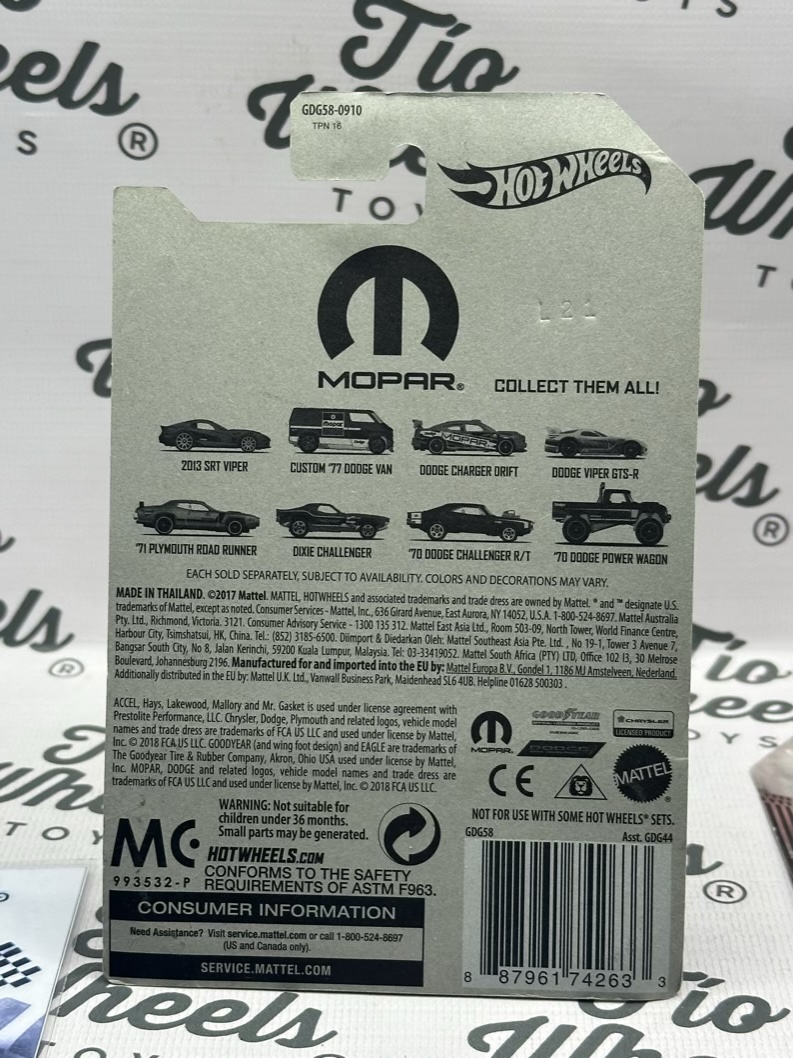 Tío
Wheels
TOYS
®
GDG58-0910
TPN 16
HOT WHEELS
L 2 1
MOPAR®
COLLECT THEM ALL!
2013 SRT VIPER
CUSTOM '77 DODGE VAN
DODGE CHARGER DRIFT
DODGE VIPER GTS-R
'71 PLYMOUTH ROAD RUNNER
DIXIE CHALLENGER
'70 DODGE CHALLENGER R/T
'70 DODGE POWER WAGON
EACH SOLD SEPARATELY, SUBJECT TO AVAILABILITY. COLORS AND DECORATIONS MAY VARY.
MADE IN THAILAND. ©2017 Mattel. MATTEL, HOTWHEELS and associated trademarks and trade dress are owned by Mattel. ® and ™ designate U.S.
trademarks of Mattel, except as noted. Consumer Services - Mattel, Inc., 636 Girard Avenue, East Aurora, NY 14052, U.S.A. 1-800-524-8697. Mattel Australia
Pty. Ltd., Richmond, Victoria. 3121. Consumer Advisory Service - 1300 135 312. Mattel East Asia Ltd., Room 503-09, North Tower, World Finance Centre,
Harbour City, Tsimshatsui, HK, China. Tel.: (852) 3185-6500. Diimport & Diedarkan Oleh: Mattel Southeast Asia Pte. Ltd. , No 19-1, Tower 3 Avenue 7,
Bangsar South City, No 8, Jalan Kerinchi, 59200 Kuala Lumpur, Malaysia. Tel: 03-33419052. Mattel South Africa (PTY) LTD, Office 102 I3, 30 Melrose
Boulevard, Johannesburg 2196. Manufactured for and imported into the EU by: Mattel Europa B.V., Gondel 1, 1186 MJ Amstelveen, Nederland.
Additionally distributed in the EU by: Mattel U.K. Ltd., Vanwall Business Park, Maidenhead SL6 4UB. Helpline 01628 500303 .
ACCEL, Hays, Lakewood, Mallory and Mr. Gasket is used under license agreement with
Prestolite Performance, LLC. Chrysler, Dodge, Plymouth and related logos, vehicle model
names and trade dress are trademarks of FCA US LLC and used under license by Mattel,
Inc. © 2018 FCA US LLC. GOODYEAR (and wing foot design) and EAGLE are trademarks of
The Goodyear Tire & Rubber Company, Akron, Ohio USA used under license by Mattel,
Inc. MOPAR, DODGE and related logos, vehicle model names and trade dress are
trademarks of FCA US LLC and used under license by Mattel, Inc. © 2018 FCA US LLC.
MOPAR.
GOODYEAR
DODGE
CHRYSLER
LICENSED PRODUCT
CE
MATTEL
WARNING: Not suitable for
children under 36 months.
Small parts may be generated.
MC
993532-P
HOTWHEELS.COM
CONFORMS TO THE SAFETY
REQUIREMENTS OF ASTM F963.
NOT FOR USE WITH SOME HOT WHEELS® SETS.
GDG58
Asst. GDG44
CONSUMER INFORMATION
Need Assistance? Visit service.mattel.com or call 1-800-524-8697
(US and Canada only).
SERVICE.MATTEL.COM
8 87961 74263 3